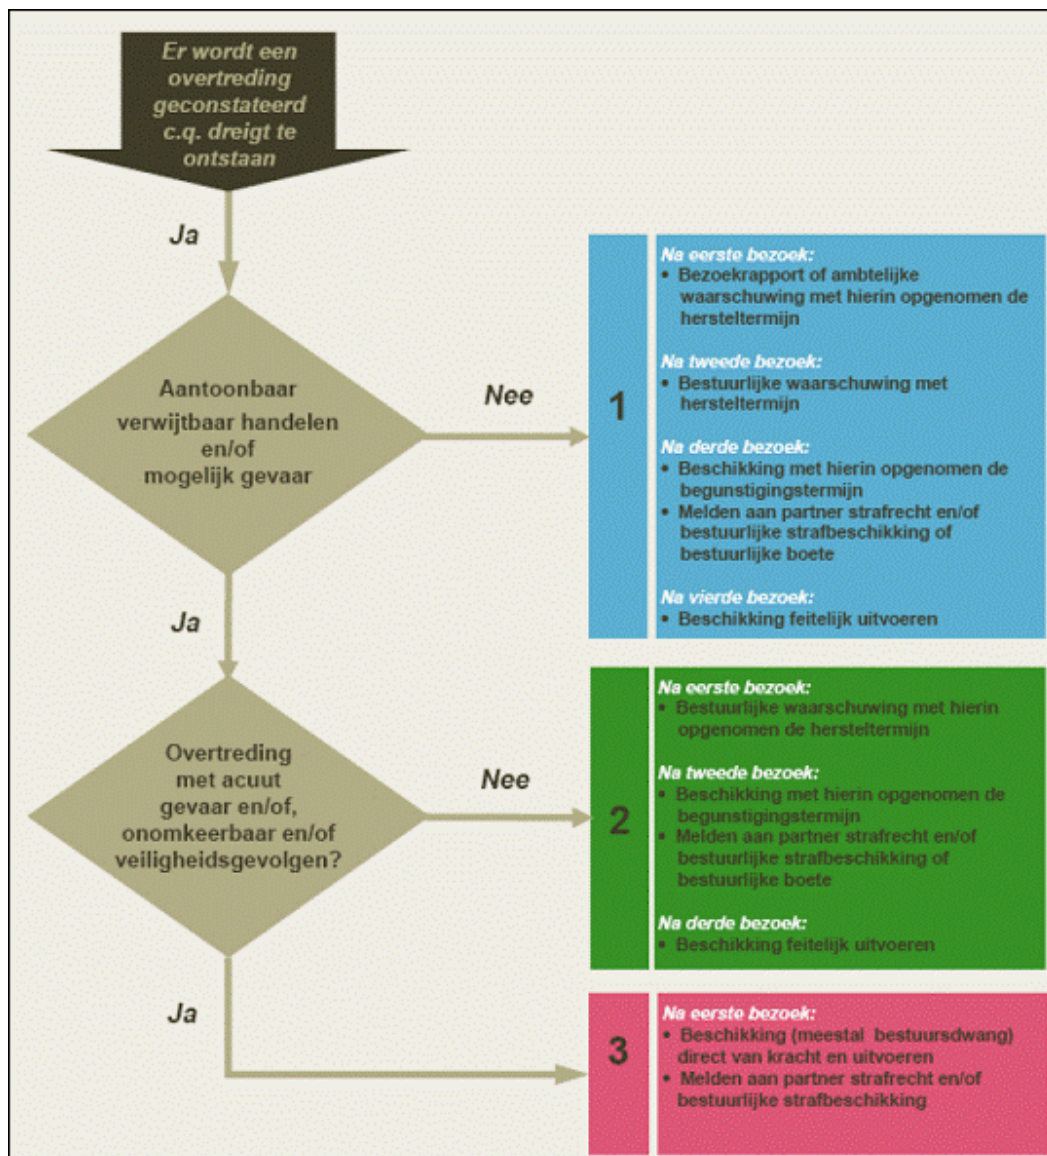 Er wordt een
overtreding
geconstateerd
c.q. dreigt te
ontstaan
Ja
Aantoonbaar
verwijtbaar handelen
en/of
mogelijk gevaar
Nee
1
Na eerste bezoek:
• Bezoekrapport of ambtelijke
waarschuwing met hierin opgenomen de
hersteltermijn
Na tweede bezoek:
• Bestuurlijke waarschuwing met
hersteltermijn
Na derde bezoek:
• Beschikking met hierin opgenomen de
begunstigingstermijn
• Melden aan partner strafrecht en/of
bestuurlijke strafbeschikking of
bestuurlijke boete
Na vierde bezoek:
• Beschikking feitelijk uitvoeren
Ja
Overtreding
met acuut
gevaar en/of,
onomkeerbaar en/of
veiligheidsgevolgen?
Nee
2
Na eerste bezoek:
• Bestuurlijke waarschuwing met hierin
opgenomen de hersteltermijn
Na tweede bezoek:
• Beschikking met hierin opgenomen de
begunstigingstermijn
• Melden aan partner strafrecht en/of
bestuurlijke strafbeschikking of
bestuurlijke boete
Na derde bezoek:
• Beschikking feitelijk uitvoeren
Ja
3
Na eerste bezoek:
• Beschikking (meestal bestuursdwang)
direct van kracht en uitvoeren
• Melden aan partner strafrecht en/of
bestuurlijke strafbeschikking